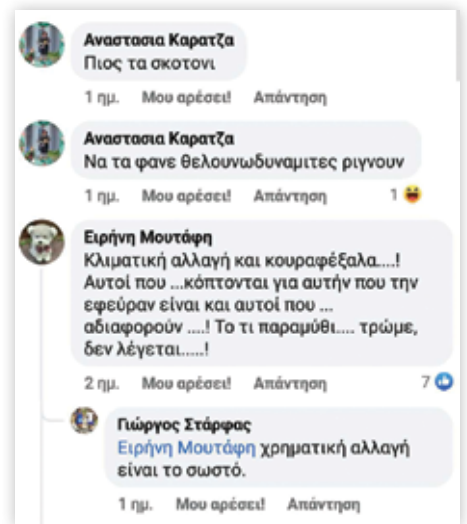 Αναστασια Καρατζα
Πιος τα σκοτονι
1 ημ. Μου αρέσει! Απάντηση
Αναστασια Καρατζα
Να τα φανε θελουνωδυναμιτες ριγνουν
1 ημ. Μου αρέσει! Απάντηση 1
Ειρήνη Μουτάφη
Κλιματική αλλαγή και κουραφέξαλα....!
Αυτοί που ...κόπτονται για αυτήν που την
εφεύραν είναι και αυτοί που ...
αδιαφορούν ....! Το τι παραμύθι.... τρώμε,
δεν λέγεται.....!
2 ημ. Μου αρέσει! Απάντηση 7
Γιώργος Στάρφας
Ειρήνη Μουτάφη χρηματική αλλαγή
είναι το σωστό.
1 ημ. Μου αρέσει! Απάντηση